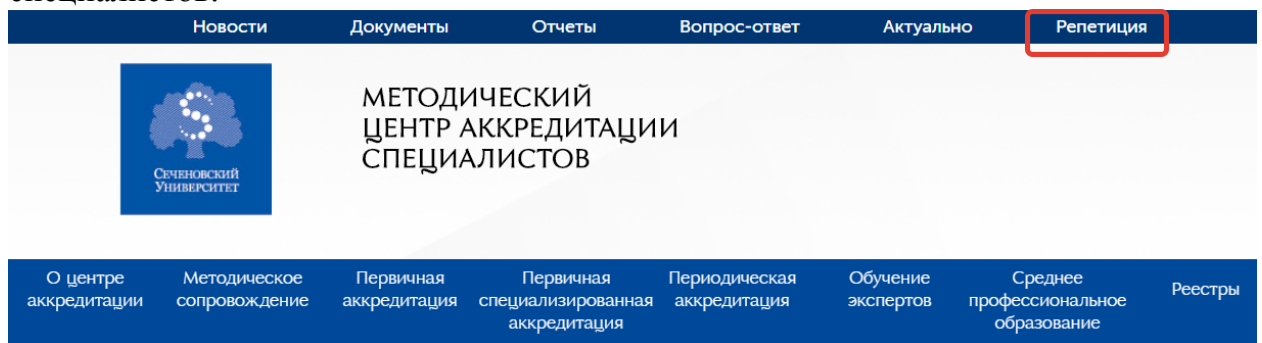 специалистов.
Новости Документы Отчеты Вопрос-ответ Актуально Репетиция
МЕТОДИЧЕСКИЙ
ЦЕНТР АККРЕДИТАЦИИ
СПЕЦИАЛИСТОВ
Сеченовский
Университет
О центре
аккредитации
Методическое
сопровождение
Первичная
аккредитация
Первичная
специализированная
аккредитация
Периодическая
аккредитация
Обучение
экспертов
Среднее
профессиональное
образование
Реестры